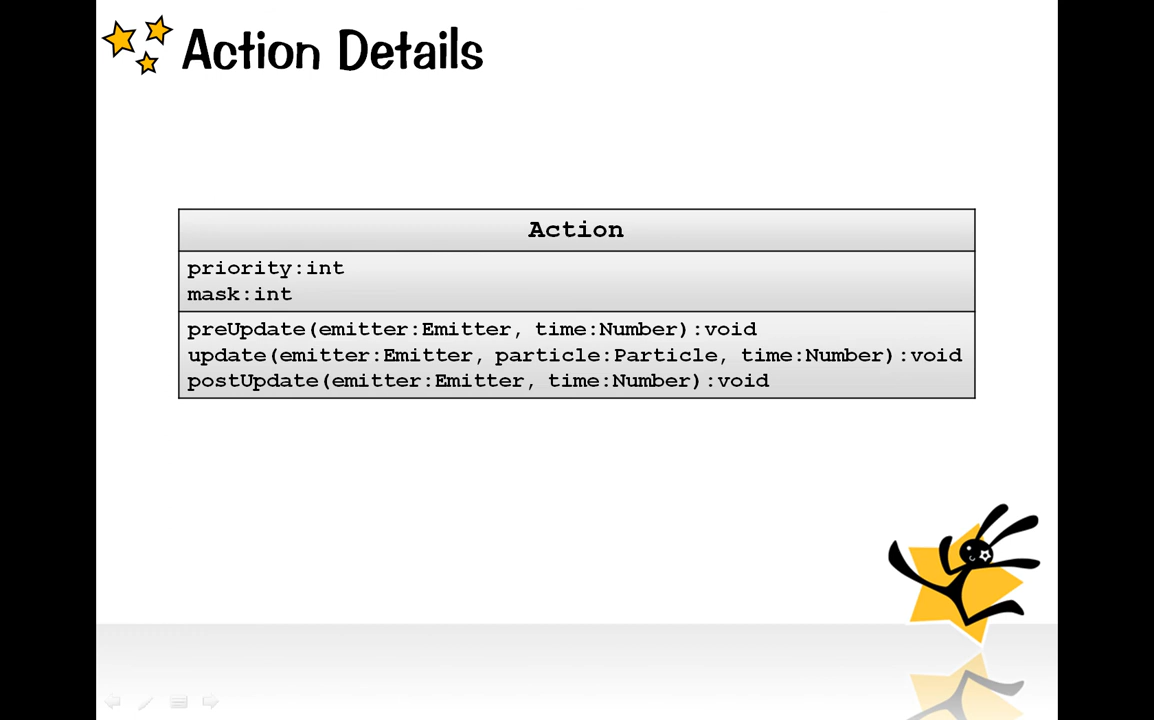 Action Details
Action
priority:int
mask:int
preUpdate(emitter:Emitter, time:Number):void
update(emitter:Emitter, particle:Particle, time:Number):void
postUpdate(emitter:Emitter, time:Number):void